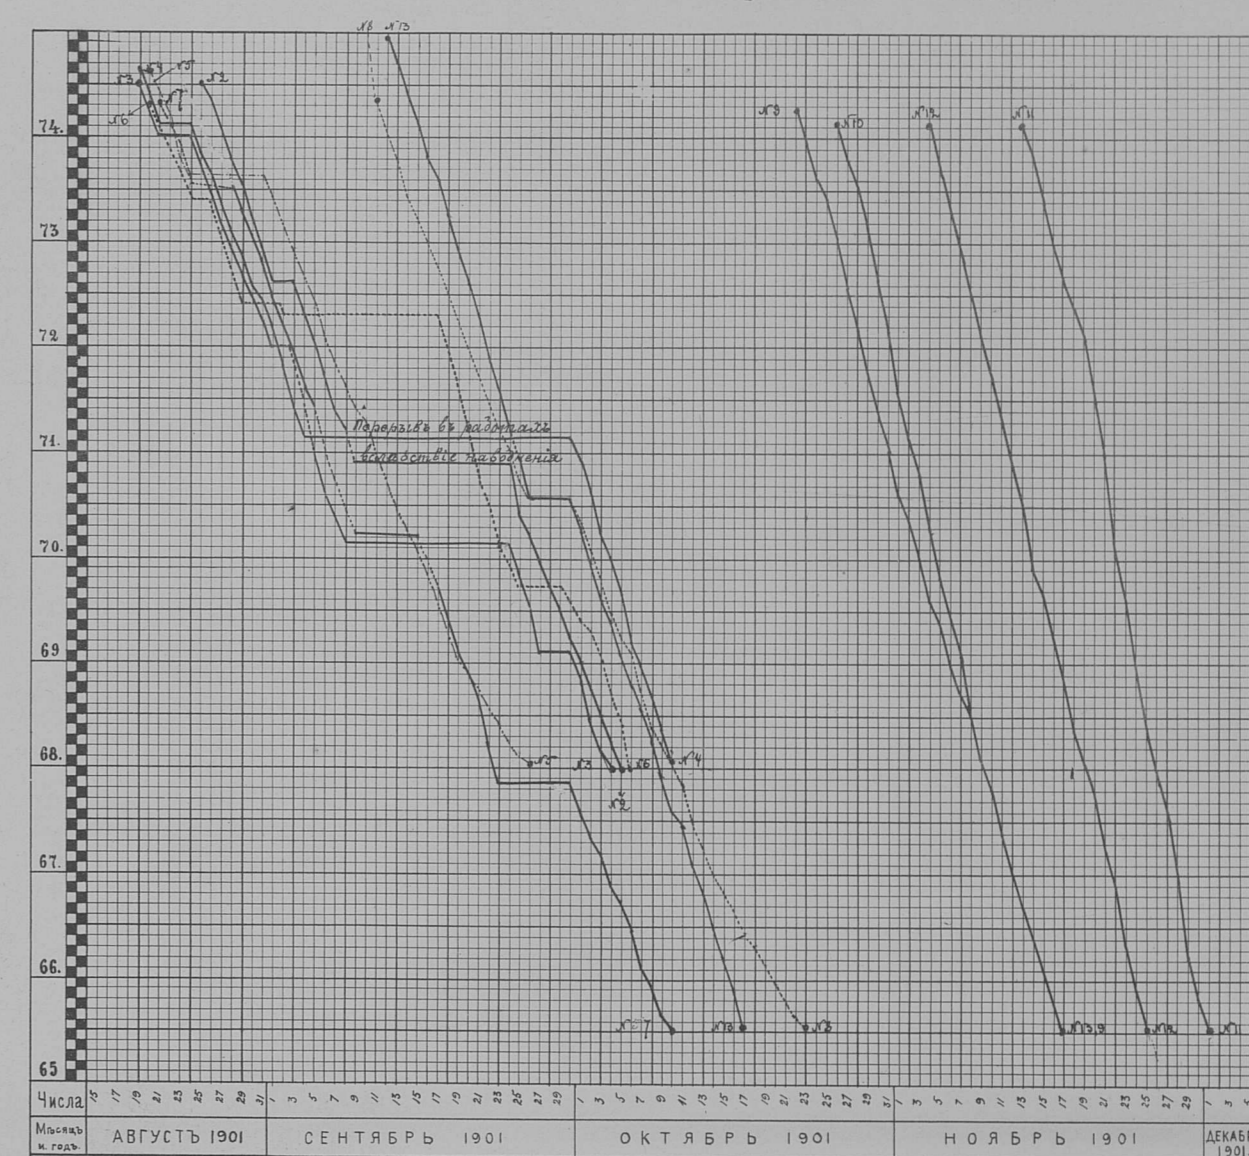 №8 №13
№4 №5
№3 №2
№7
№6
№9 №10 №12 №11
74.
73
72
71.
70.
69
68.
67.
66.
65
Перерывъ въ работахъ
вслѣдствіе наводненія
№5 №3 №6 №4
№2
№7 №13 №8 №12 №11
Числа 15 17 19 21 23 25 27 29 31 1 3 5 7 9 11 13 15 17 19 21 23 25 27 29 1 3 5 7 9 11 13 15 17 19 21 23 25 27 29 31 1 3 5 7 9 11 13 15 17 19 21 23 25 27 29 1 3
Мѣсяцъ
и годъ.
АВГУСТЪ 1901 СЕНТЯБРЬ 1901 ОКТЯБРЬ 1901 НОЯБРЬ 1901 ДЕКАБР
1901